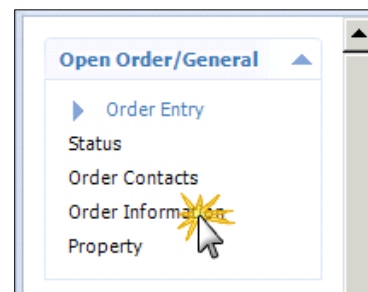 Open Order/General
Order Entry
Status
Order Contacts
Order Information
Property